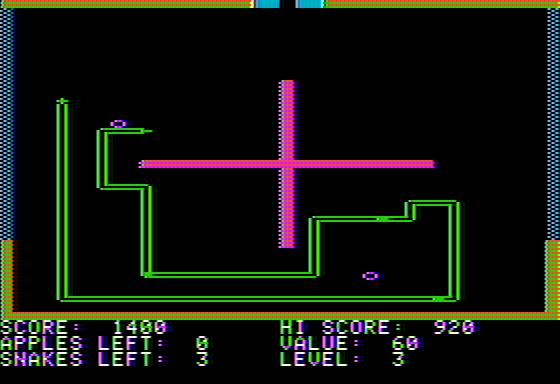 SCORE: 1400 HI SCORE: 920
APPLES LEFT: 0 VALUE: 60
SNAKES LEFT: 3 LEVEL: 3